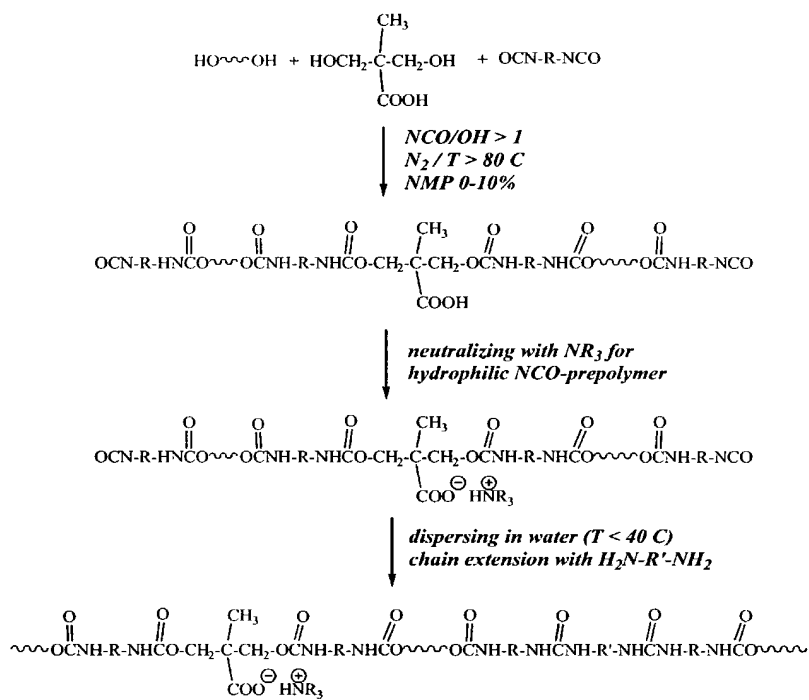 CH₃
HO~~~OH + HOCH₂-C-CH₂-OH + OCN-R-NCO
COOH
NCO/OH > 1
N₂ / T > 80 C
NMP 0-10%
O O O CH₃ O O O
OCN-R-HNCO~~~OCNH-R-NHCO-CH₂-C-CH₂-OCNH-R-NHCO~~~OCNH-R-NCO
COOH
neutralizing with NR₃ for
hydrophilic NCO-prepolymer
O O O CH₃ O O O
OCN-R-HNCO~~~OCNH-R-NHCO-CH₂-C-CH₂-OCNH-R-NHCO~~~OCNH-R-NCO
COO⊖ HNR₃⊕
dispersing in water (T < 40 C)
chain extension with H₂N-R'-NH₂
O O CH₃ O O O O O O
~~~OCNH-R-NHCO-CH₂-C-CH₂-OCNH-R-NHCO~~~OCNH-R-NHCNH-R'-NHCNH-R-NHCO~~~
COO⊖ HNR₃⊕